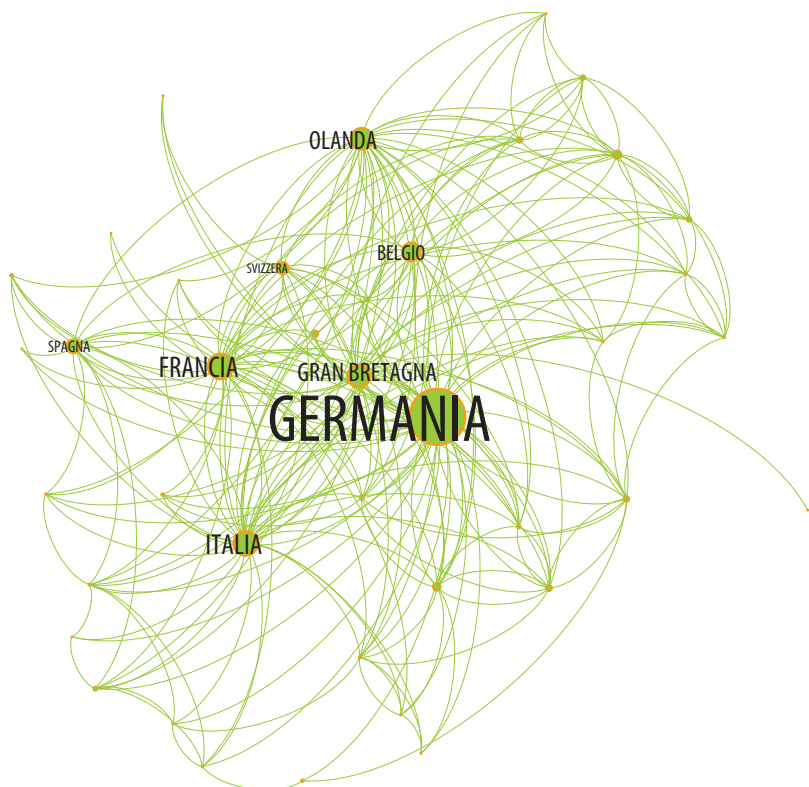 OLANDA
BELGIO
SVIZZERA
SPAGNA
FRANCIA
GRAN BRETAGNA
GERMANIA
ITALIA